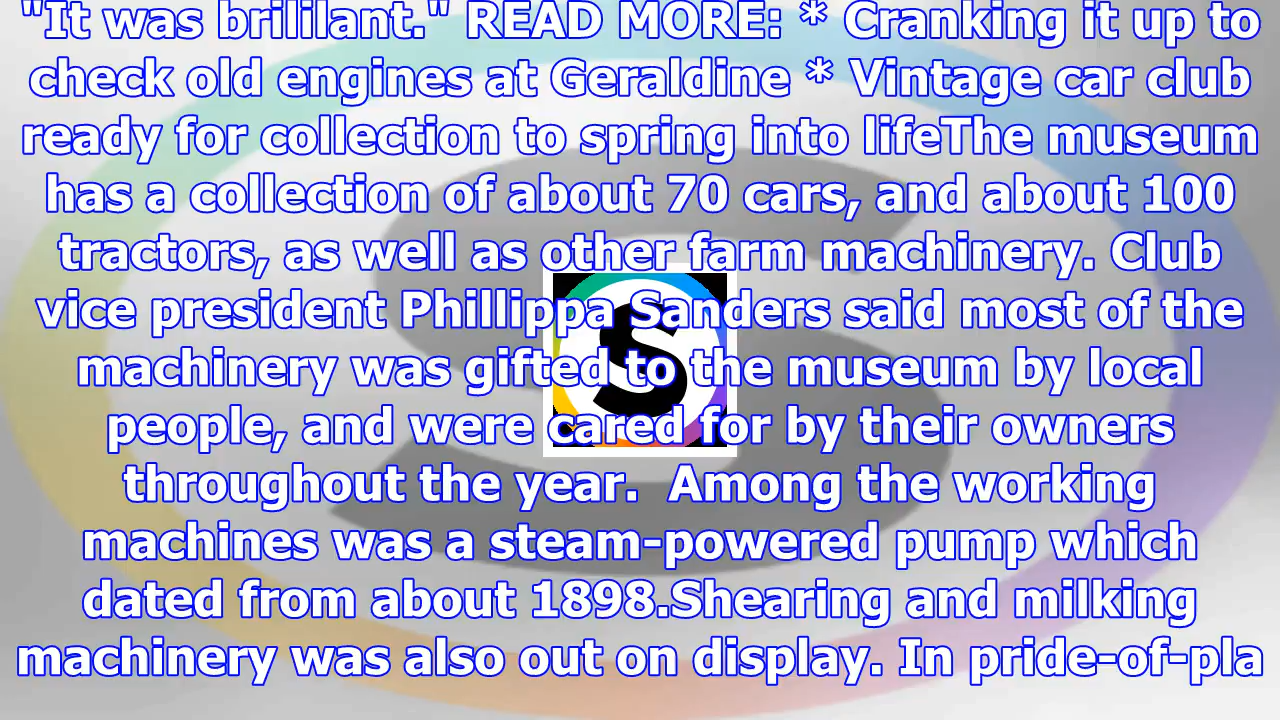 "It was brililant." READ MORE: * Cranking it up to
check old engines at Geraldine * Vintage car club
ready for collection to spring into lifeThe museum
has a collection of about 70 cars, and about 100
tractors, as well as other farm machinery. Club
vice president Phillippa Sanders said most of the
machinery was gifted to the museum by local
people, and were cared for by their owners
throughout the year.  Among the working
machines was a steam-powered pump which
dated from about 1898.Shearing and milking
machinery was also out on display. In pride-of-pla
S